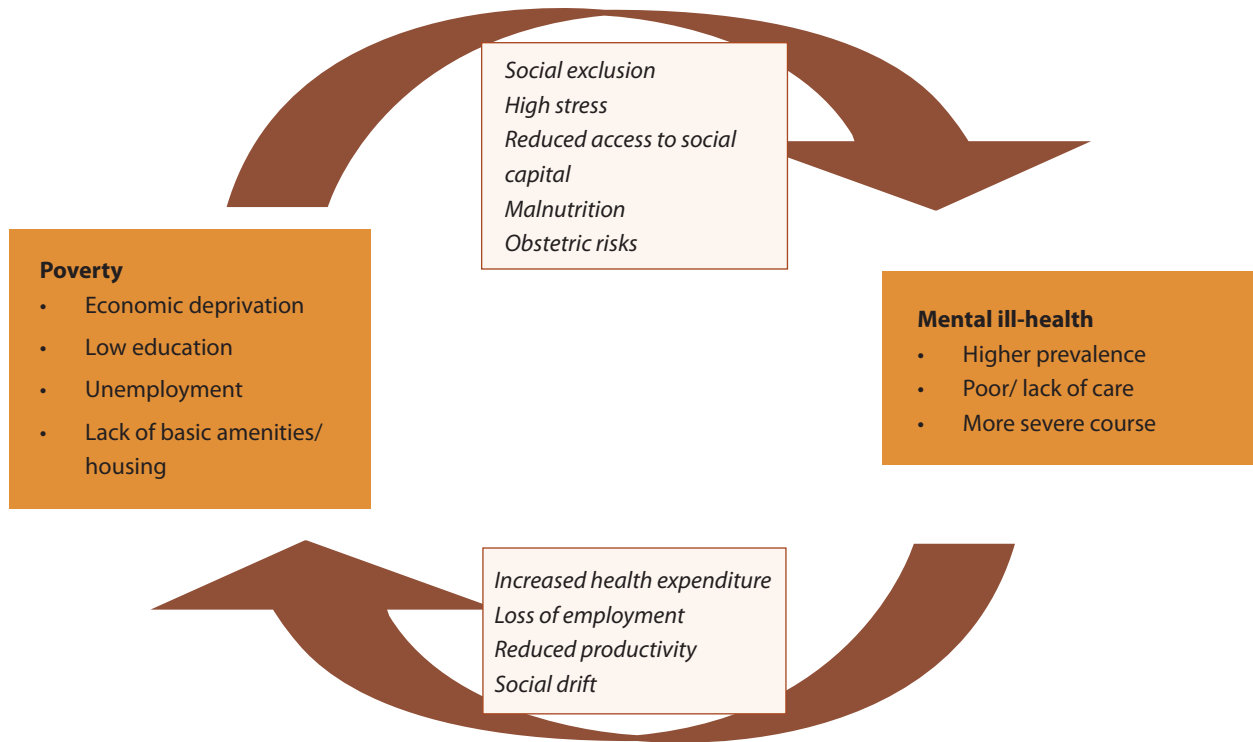 Social exclusion
High stress
Reduced access to social
capital
Malnutrition
Obstetric risks
Poverty
• Economic deprivation
• Low education
• Unemployment
• Lack of basic amenities/
housing
Mental ill-health
• Higher prevalence
• Poor/ lack of care
• More severe course
Increased health expenditure
Loss of employment
Reduced productivity
Social drift